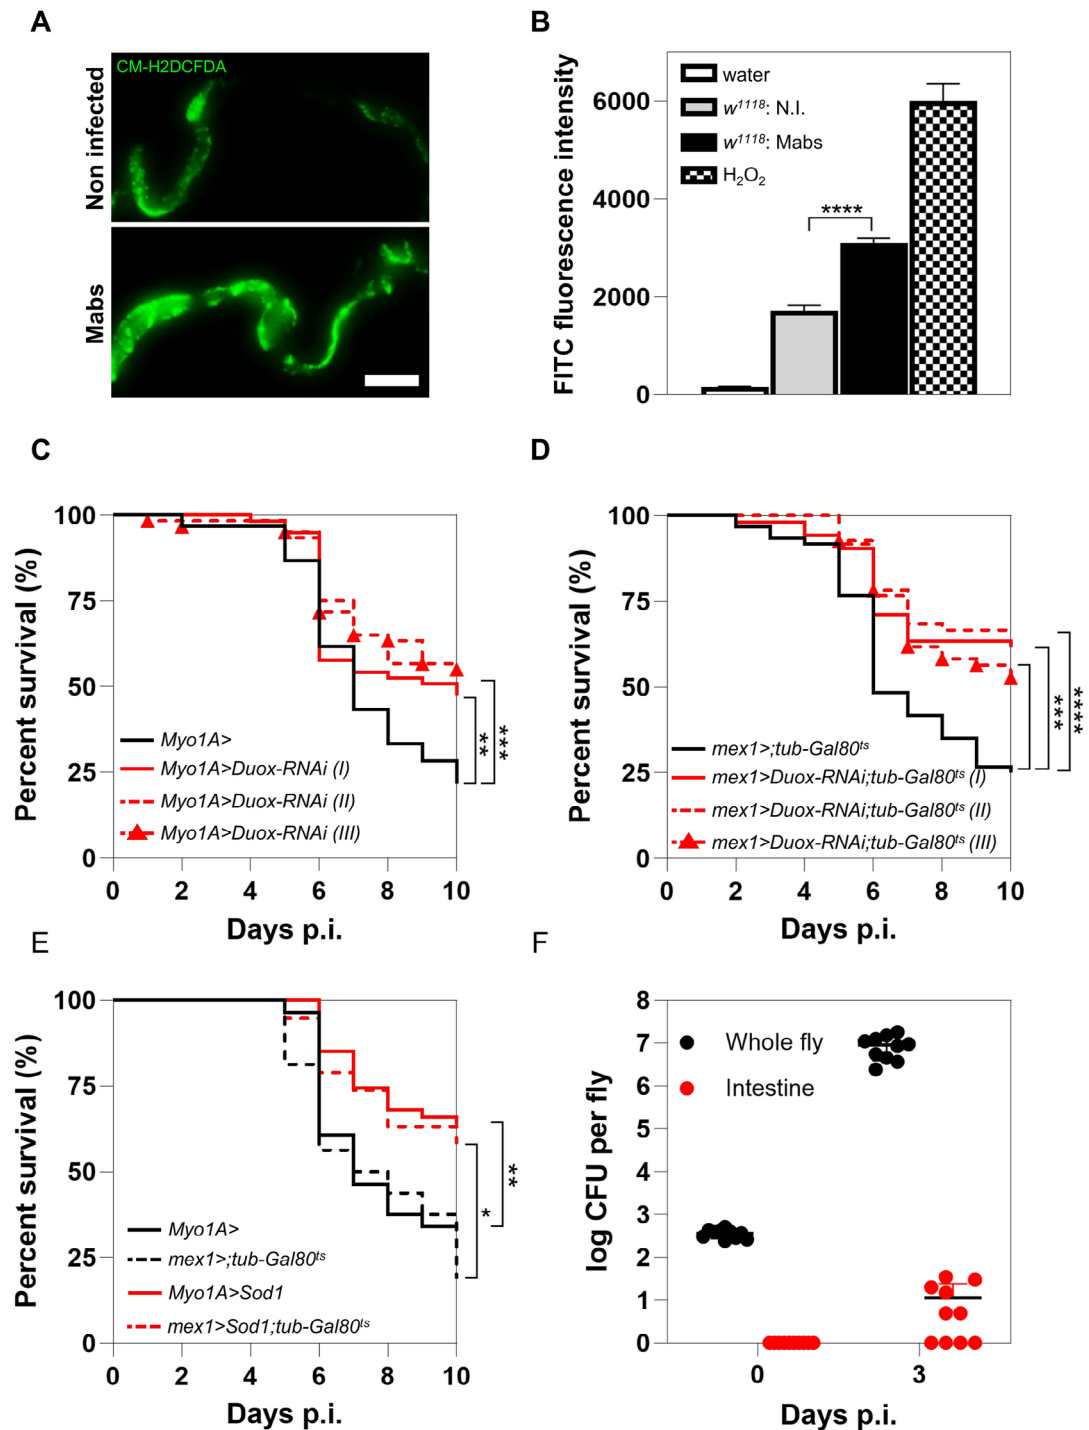 A
CM-H2DCFDA
Non infected
Mabs
B
FITC fluorescence intensity
6000
4000
2000
0
water
w1118: N.I.
w1118: Mabs
H2O2
****
C
Percent survival (%)
100
75
50
25
0
Myo1A>
Myo1A>Duox-RNAi (I)
Myo1A>Duox-RNAi (II)
Myo1A>Duox-RNAi (III)
**
***
0 2 4 6 8 10
Days p.i.
D
Percent survival (%)
100
75
50
25
0
mex1>;tub-Gal80ts
mex1>Duox-RNAi;tub-Gal80ts (I)
mex1>Duox-RNAi;tub-Gal80ts (II)
mex1>Duox-RNAi;tub-Gal80ts (III)
***
****
0 2 4 6 8 10
Days p.i.
E
Percent survival (%)
100
75
50
25
0
Myo1A>
mex1>;tub-Gal80ts
Myo1A>Sod1
mex1>Sod1;tub-Gal80ts
*
**
0 2 4 6 8 10
Days p.i.
F
log CFU per fly
8
7
6
5
4
3
2
1
0
Whole fly
Intestine
0 3
Days p.i.